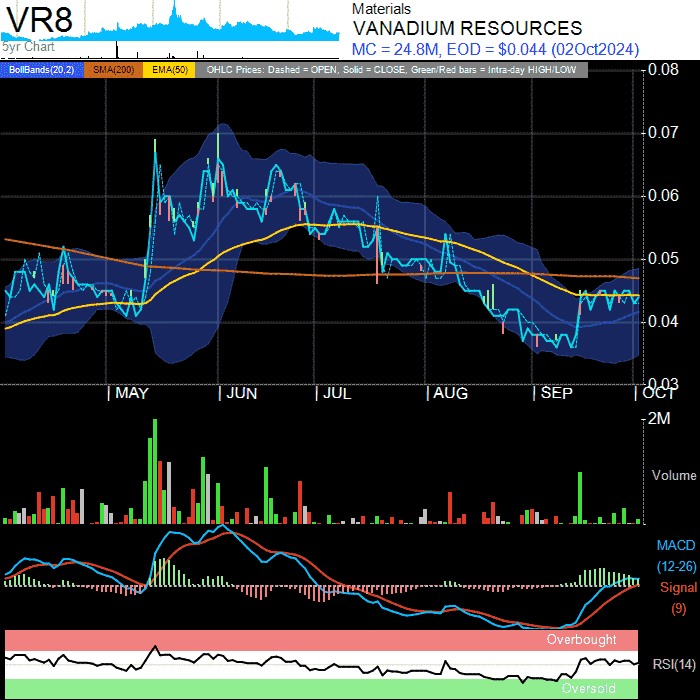 VR8
Materials
VANADIUM RESOURCES
MC = 24.8M, EOD = $0.044 (02Oct2024)
5yr Chart
BollBands(20,2) SMA(200) EMA(50) OHLC Prices: Dashed = OPEN, Solid = CLOSE, Green/Red bars = Intra-day HIGH/LOW
0.08
0.07
0.06
0.05
0.04
0.03
MAY JUN JUL AUG SEP OCT
2M
Volume
MACD
(12-26)
Signal
(9)
Overbought
RSI(14)
Oversold